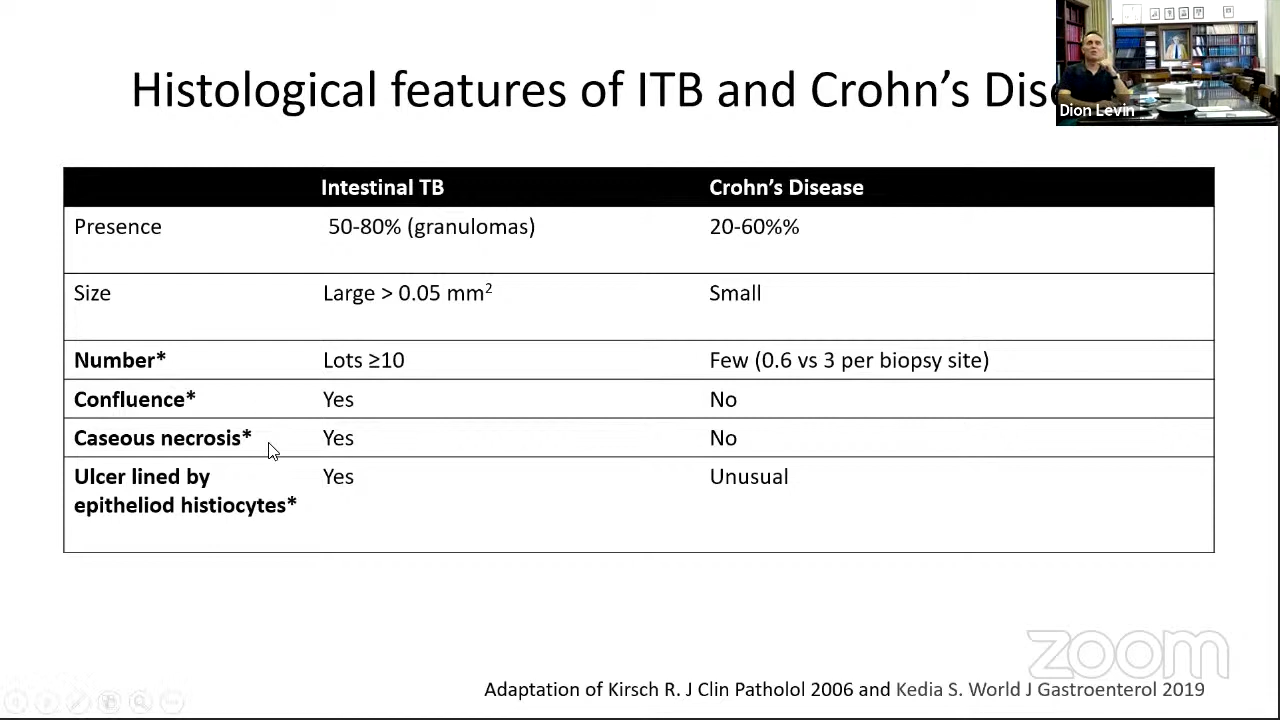 Histological features of ITB and Crohn's Dise
Dion Levin
Intestinal TB Crohn's Disease
Presence 50-80% (granulomas) 20-60%%
Size Large > 0.05 mm² Small
Number* Lots ≥10 Few (0.6 vs 3 per biopsy site)
Confluence* Yes No
Caseous necrosis* Yes No
Ulcer lined by Yes Unusual
epitheliod histiocytes*
zoom
Adaptation of Kirsch R. J Clin Patholol 2006 and Kedia S. World J Gastroenterol 2019